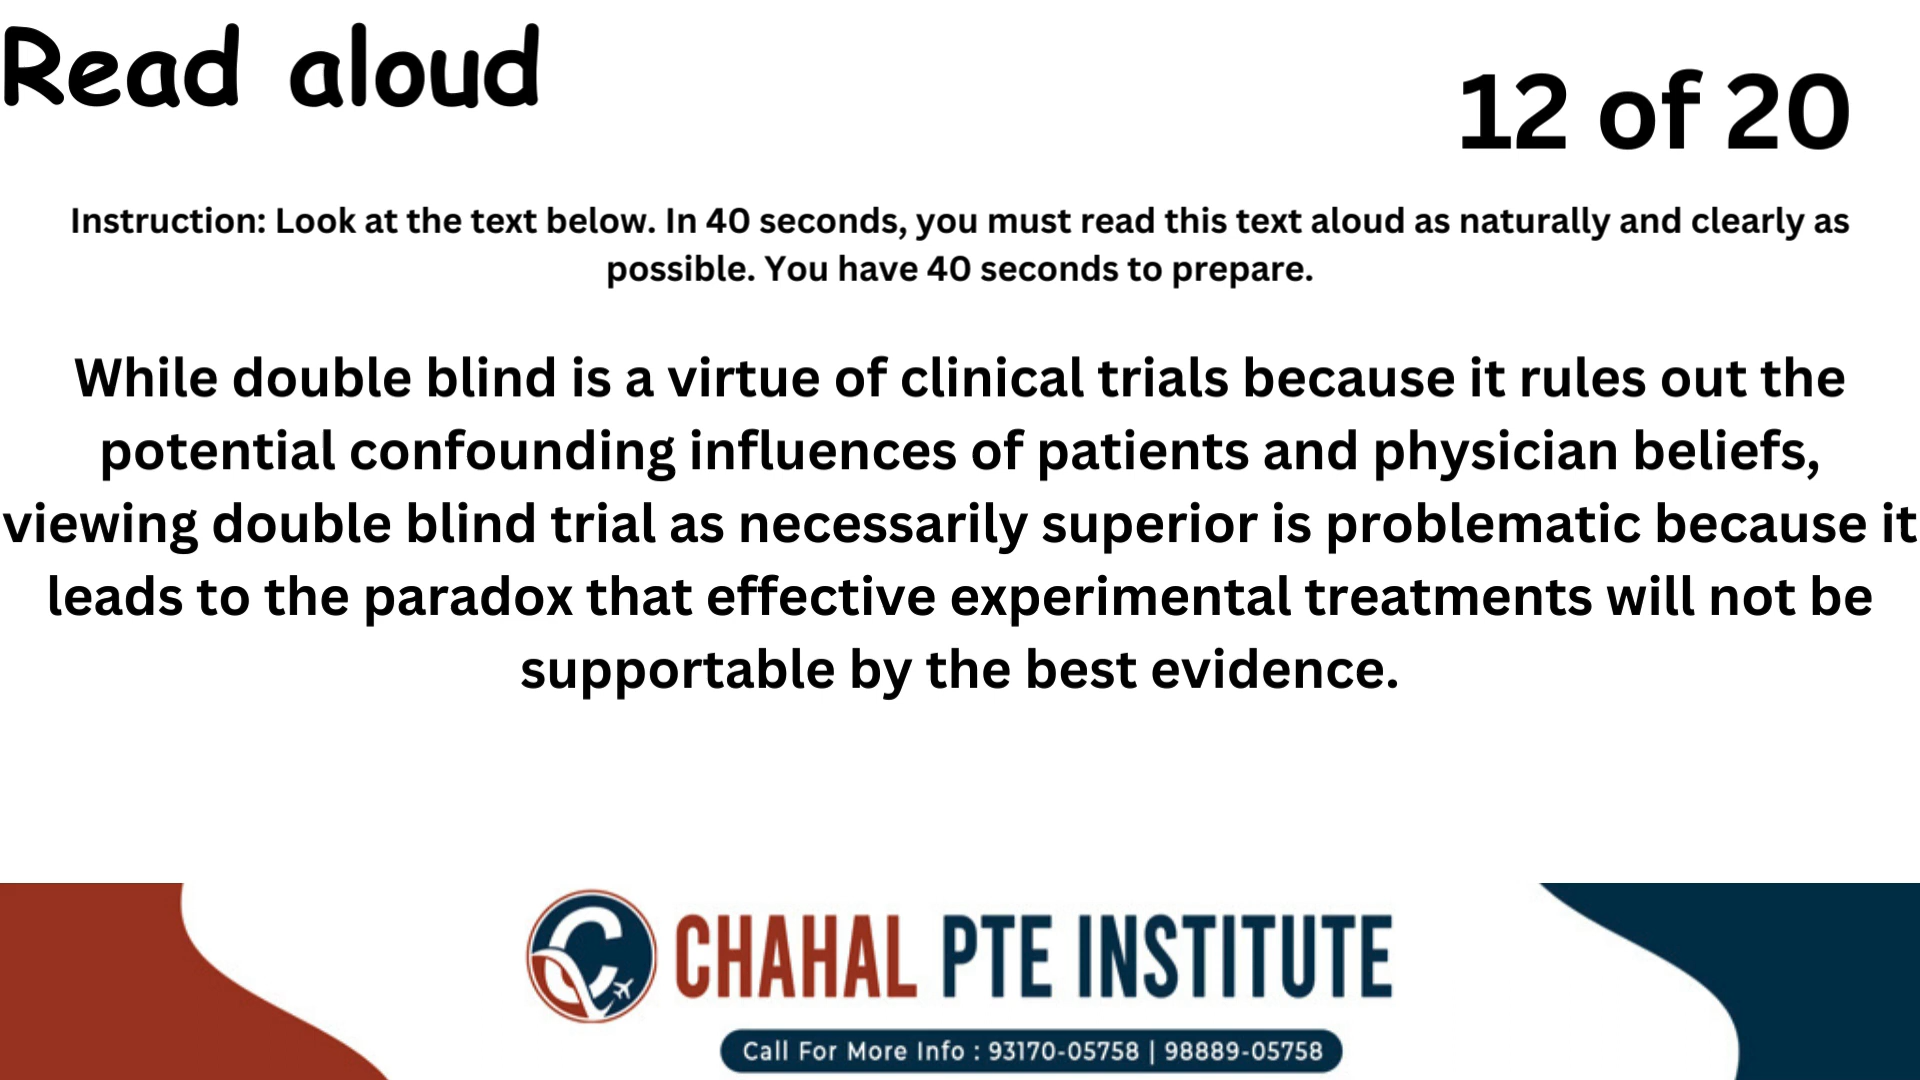 Read aloud
12 of 20
Instruction: Look at the text below. In 40 seconds, you must read this text aloud as naturally and clearly as
possible. You have 40 seconds to prepare.
While double blind is a virtue of clinical trials because it rules out the
potential confounding influences of patients and physician beliefs,
viewing double blind trial as necessarily superior is problematic because it
leads to the paradox that effective experimental treatments will not be
supportable by the best evidence.
CHAHAL PTE INSTITUTE
Call For More Info : 93170-05758 | 98889-05758